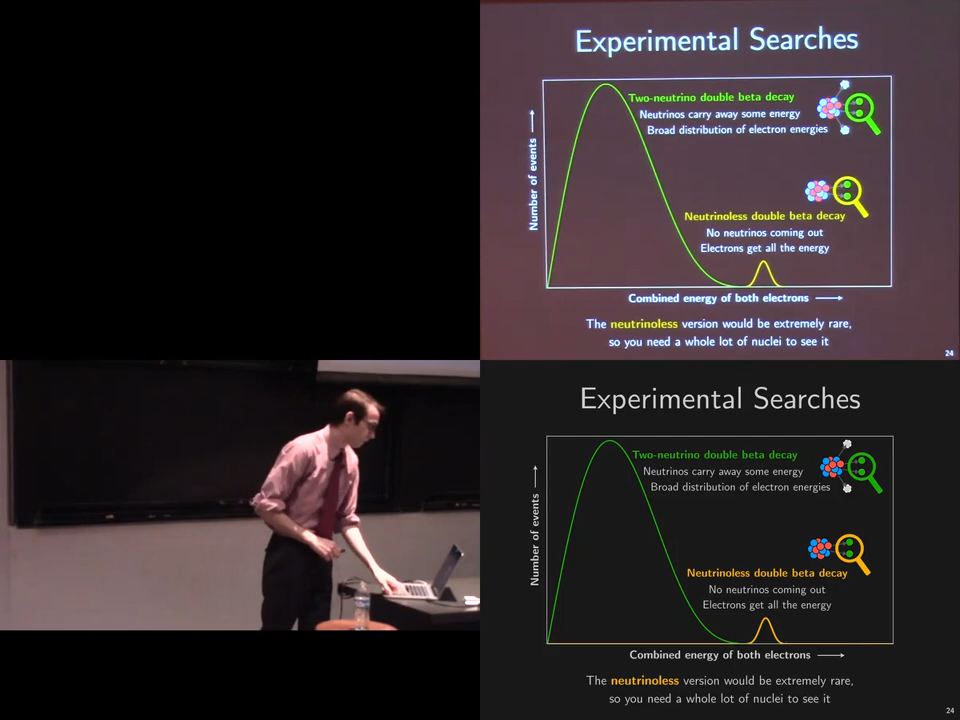 Experimental Searches
Two-neutrino double beta decay
Neutrinos carry away some energy
Broad distribution of electron energies
Number of events
Neutrinoless double beta decay
No neutrinos coming out
Electrons get all the energy
Combined energy of both electrons
The neutrinoless version would be extremely rare,
so you need a whole lot of nuclei to see it
24
Experimental Searches
Two-neutrino double beta decay
Neutrinos carry away some energy
Broad distribution of electron energies
Number of events
Neutrinoless double beta decay
No neutrinos coming out
Electrons get all the energy
Combined energy of both electrons
The neutrinoless version would be extremely rare,
so you need a whole lot of nuclei to see it
24